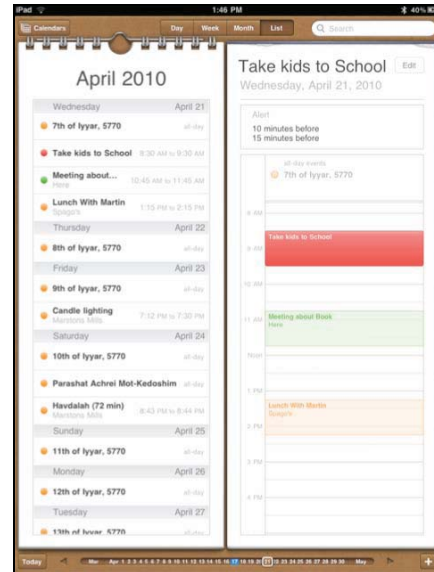 iPad 1:46 PM 40%
Calendars Day Week Month List Search
April 2010
Wednesday April 21
7th of Iyyar, 5770 all-day
Take kids to School 8:30 AM to 9:30 AM
Meeting about... 10:45 AM to 11:45 AM
Here
Lunch With Martin 1:15 PM to 2:15 PM
Spago's
Thursday April 22
8th of Iyyar, 5770 all-day
Friday April 23
9th of Iyyar, 5770 all-day
Candle lighting 7:12 PM to 7:30 PM
Marstons Mills
Saturday April 24
10th of Iyyar, 5770 all-day
Parashat Achrei Mot-Kedoshim all-day
Havdalah (72 min) 8:43 PM to 8:44 PM
Marstons Mills
Sunday April 25
11th of Iyyar, 5770 all-day
Monday April 26
12th of Iyyar, 5770 all-day
Tuesday April 27
13th of Iyyar, 5770 all-day
Take kids to School Edit
Wednesday, April 21, 2010
Alert
10 minutes before
15 minutes before
all-day events
7th of Iyyar, 5770
8 AM
Take kids to School
9 AM
10 AM
11 AM
Meeting about Book
Here
Noon
1 PM
Lunch With Martin
Spago's
2 PM
3 PM
4 PM
Today Mar Apr 1 2 3 4 5 6 7 8 9 10 11 12 13 14 15 16 17 18 19 20 21 22 23 24 25 26 27 28 29 30 May +